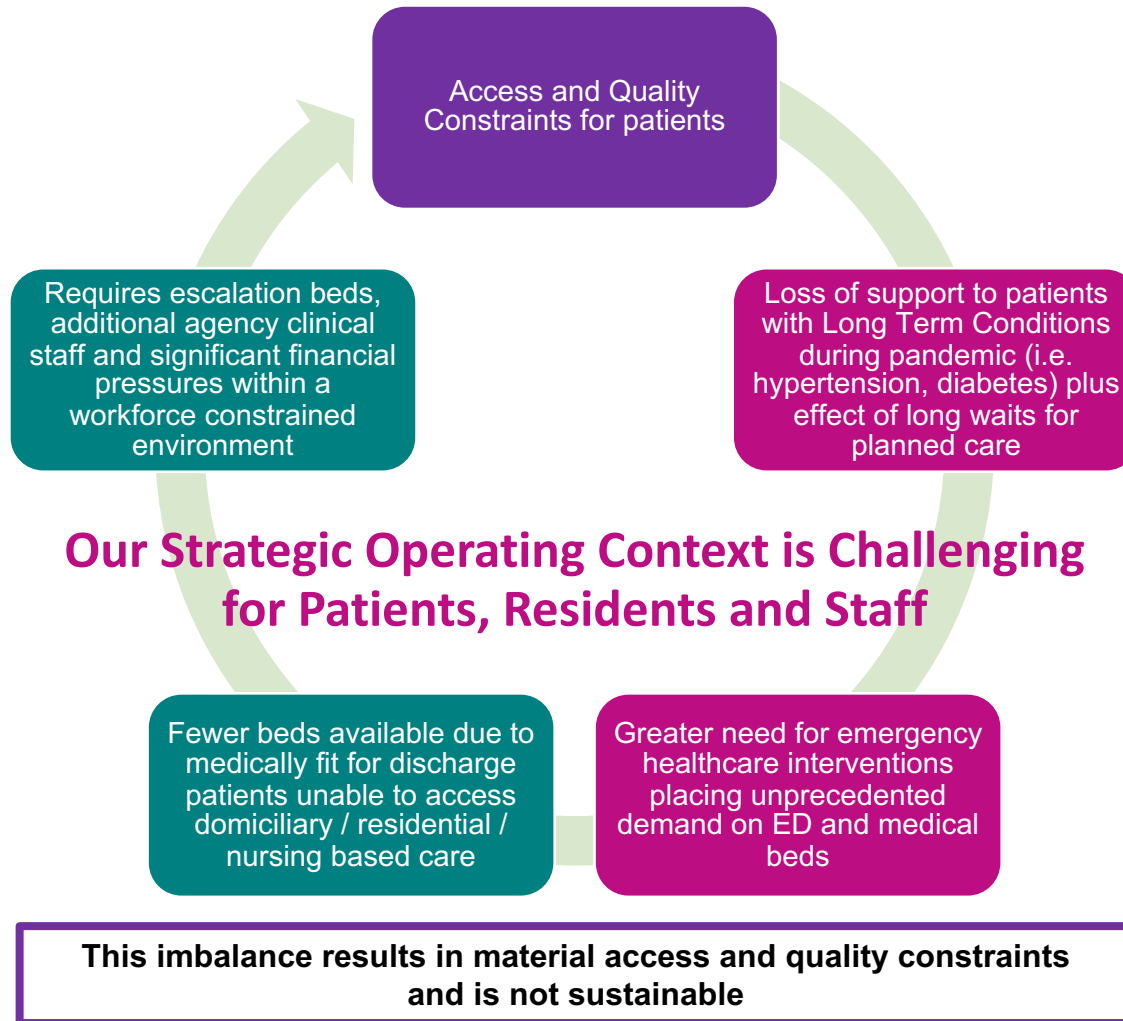 Access and Quality
Constraints for patients
Requires escalation beds,
additional agency clinical
staff and significant financial
pressures within a
workforce constrained
environment
Loss of support to patients
with Long Term Conditions
during pandemic (i.e.
hypertension, diabetes) plus
effect of long waits for
planned care
Our Strategic Operating Context is Challenging
for Patients, Residents and Staff
Fewer beds available due to
medically fit for discharge
patients unable to access
domiciliary / residential /
nursing based care
Greater need for emergency
healthcare interventions
placing unprecedented
demand on ED and medical
beds
This imbalance results in material access and quality constraints
and is not sustainable